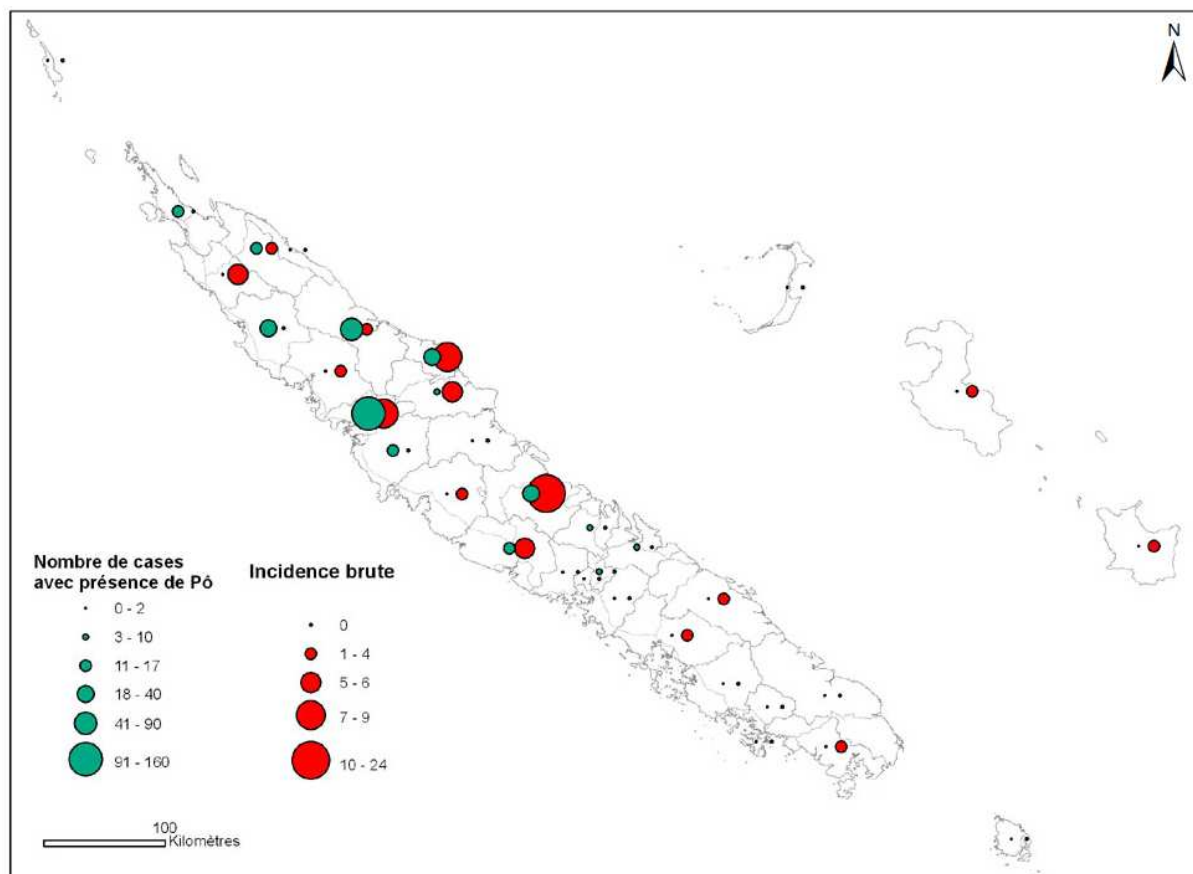 N
Nombre de cases
avec présence de Pô
0 - 2
3 - 10
11 - 17
18 - 40
41 - 90
91 - 160
Incidence brute
0
1 - 4
5 - 6
7 - 9
10 - 24
100
Kilomètres